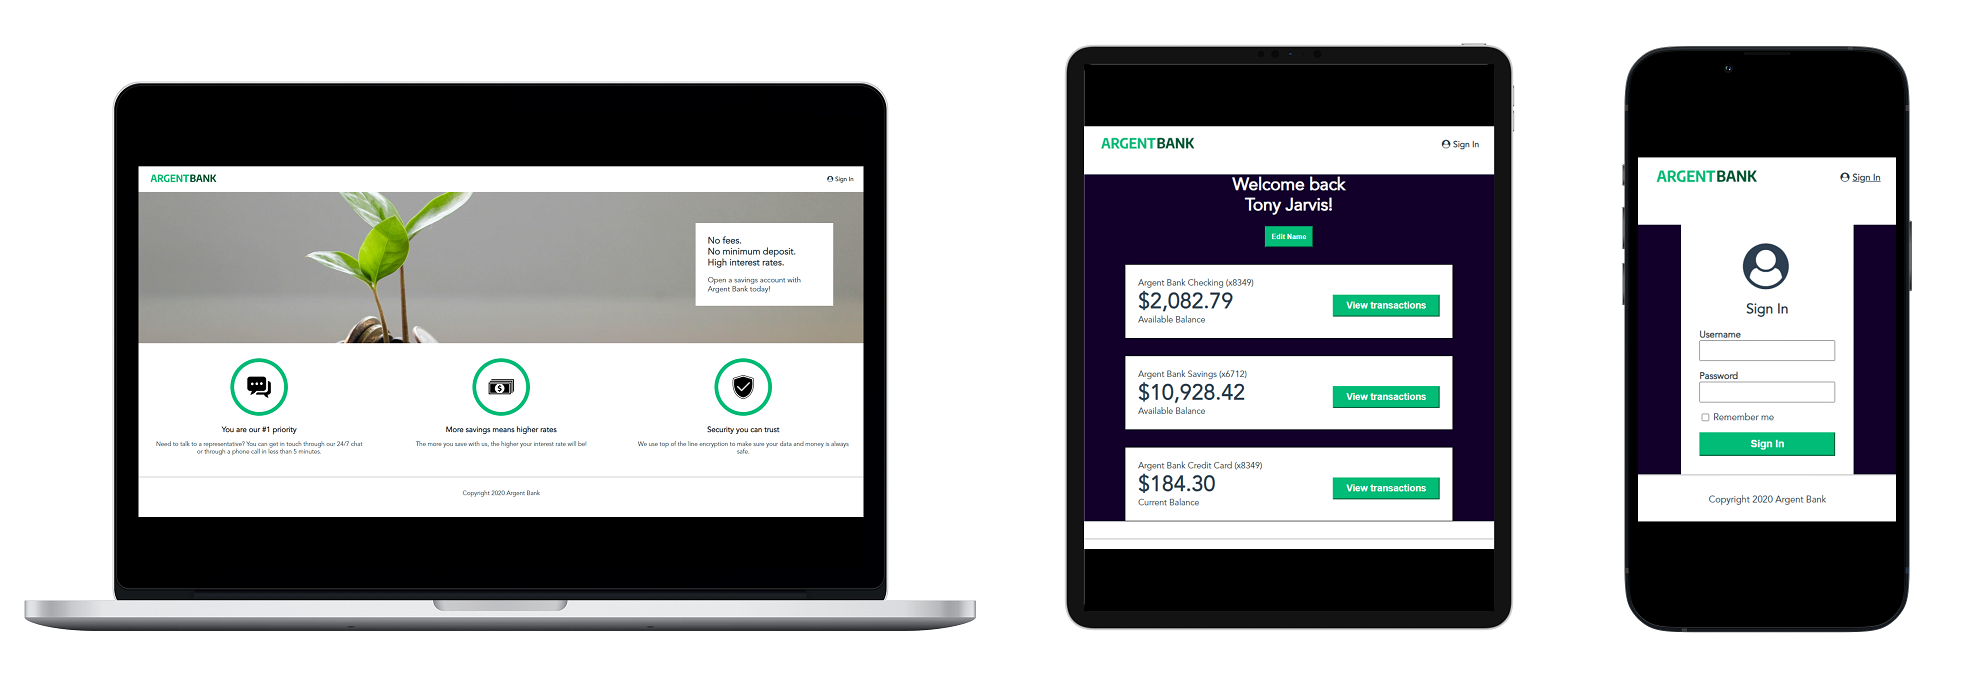 ARGENTBANK
Sign In
No fees.
No minimum deposit.
High interest rates.
Open a savings account with
Argent Bank today!
You are our #1 priority
Need to talk to a representative? You can get in touch through our 24/7 chat
or through a phone call in less than 5 minutes.
More savings means higher rates
The more you save with us, the higher your interest rate will be!
Security you can trust
We use top of the line encryption to make sure your data and money is always
safe.
Copyright 2020 Argent Bank
ARGENTBANK
Sign In
Welcome back
Tony Jarvis!
Edit Name
Argent Bank Checking (x8349)
$2,082.79
Available Balance
View transactions
Argent Bank Savings (x6712)
$10,928.42
Available Balance
View transactions
Argent Bank Credit Card (x8349)
$184.30
Current Balance
View transactions
ARGENTBANK
Sign In
Sign In
Username
Password
Remember me
Sign In
Copyright 2020 Argent Bank